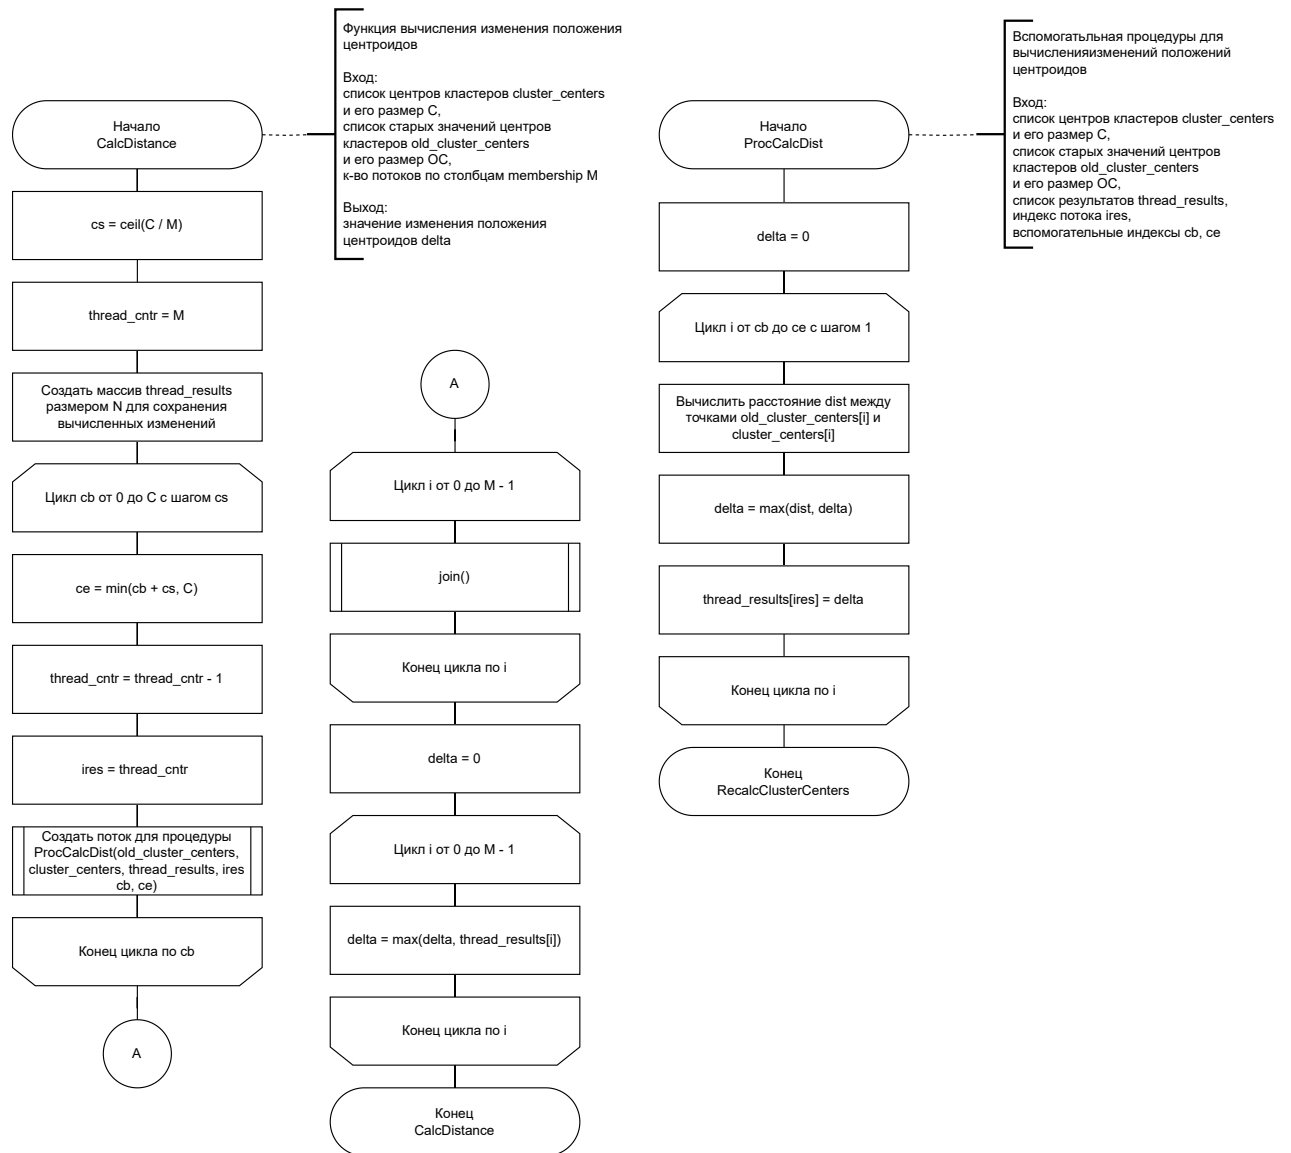 Функция вычисления изменения положения
центроидов
Вход:
список центров кластеров cluster_centers
и его размер C,
список старых значений центров
кластеров old_cluster_centers
и его размер OC,
к-во потоков по столбцам membership M
Выход:
значение изменения положения
центроидов delta
Начало
CalcDistance
cs = ceil(C / M)
thread_cntr = M
Создать массив thread_results
размером N для сохранения
вычисленных изменений
Цикл cb от 0 до C с шагом cs
ce = min(cb + cs, C)
thread_cntr = thread_cntr - 1
ires = thread_cntr
Создать поток для процедуры
ProcCalcDist(old_cluster_centers,
cluster_centers, thread_results, ires
cb, ce)
Конец цикла по cb
A
A
Цикл i от 0 до M - 1
join()
Конец цикла по i
delta = 0
Цикл i от 0 до M - 1
delta = max(delta, thread_results[i])
Конец цикла по i
Конец
CalcDistance
Вспомогатьльная процедуры для
вычисленияизменений положений
центроидов
Вход:
список центров кластеров cluster_centers
и его размер C,
список старых значений центров
кластеров old_cluster_centers
и его размер OC,
список результатов thread_results,
индекс потока ires,
вспомогательные индексы cb, ce
Начало
ProcCalcDist
delta = 0
Цикл i от cb до ce с шагом 1
Вычислить расстояние dist между
точками old_cluster_centers[i] и
cluster_centers[i]
delta = max(dist, delta)
thread_results[ires] = delta
Конец цикла по i
Конец
RecalcClusterCenters